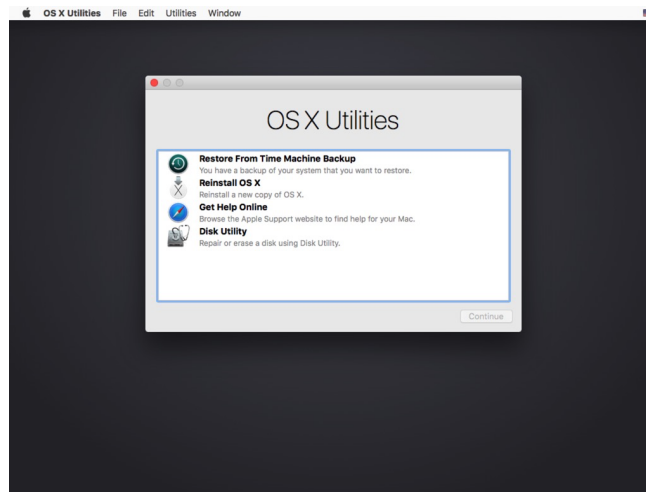 OS X Utilities File Edit Utilities Window
OS X Utilities
Restore From Time Machine Backup
You have a backup of your system that you want to restore.
Reinstall OS X
Reinstall a new copy of OS X.
Get Help Online
Browse the Apple Support website to find help for your Mac.
Disk Utility
Repair or erase a disk using Disk Utility.
Continue